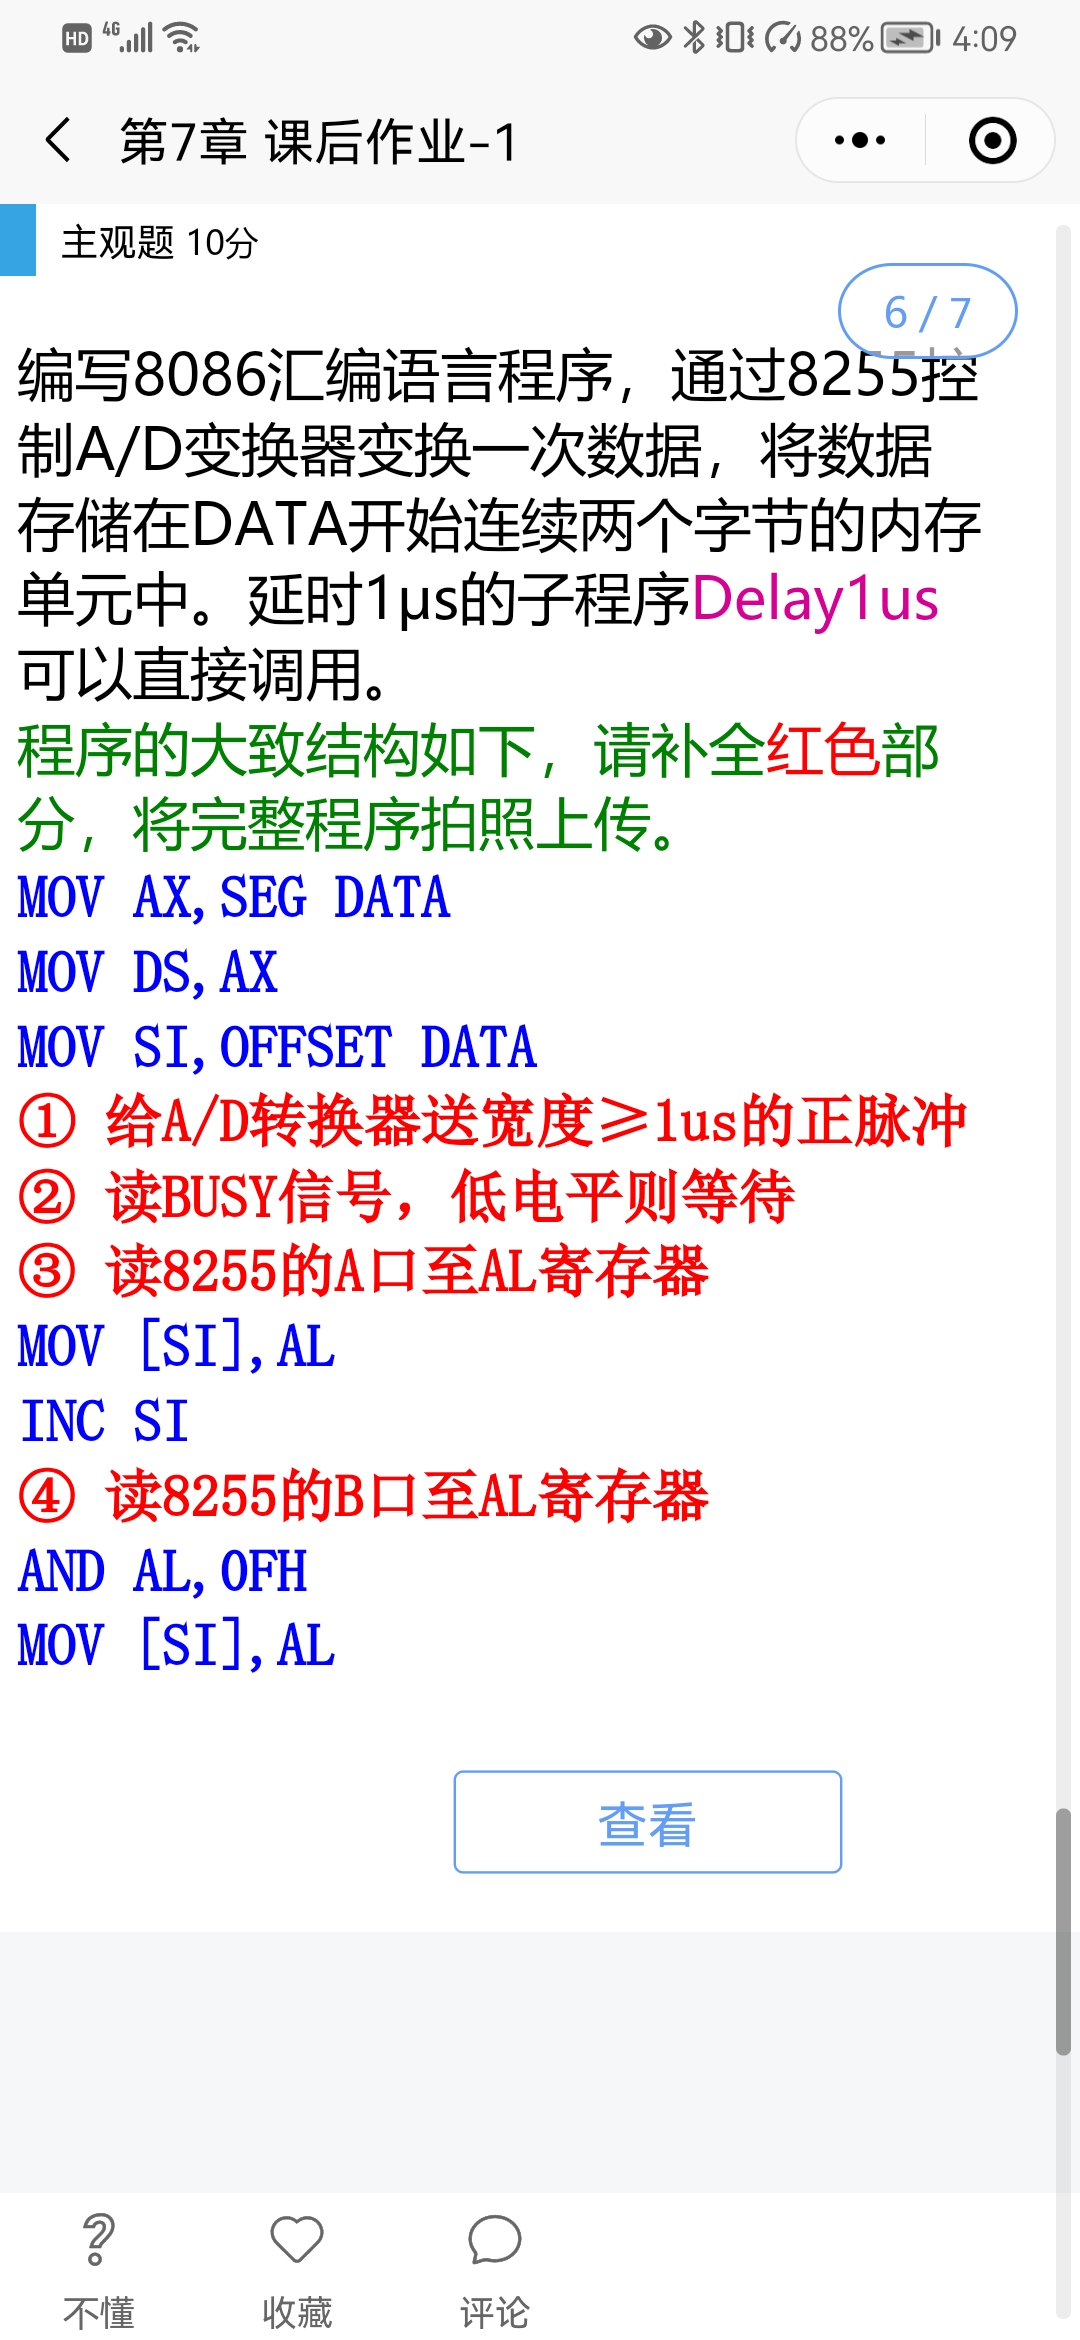 HD 4G 88% 4:09
第7章 课后作业-1
主观题 10分
6 / 7
编写8086汇编语言程序，通过8255控
制A/D变换器变换一次数据，将数据
存储在DATA开始连续两个字节的内存
单元中。延时1μs的子程序Delay1us
可以直接调用。
程序的大致结构如下，请补全红色部
分，将完整程序拍照上传。
MOV AX,SEG DATA
MOV DS,AX
MOV SI,OFFSET DATA
① 给A/D转换器送宽度≥1us的正脉冲
② 读BUSY信号，低电平则等待
③ 读8255的A口至AL寄存器
MOV [SI],AL
INC SI
④ 读8255的B口至AL寄存器
AND AL,0FH
MOV [SI],AL
查看
不懂 收藏 评论